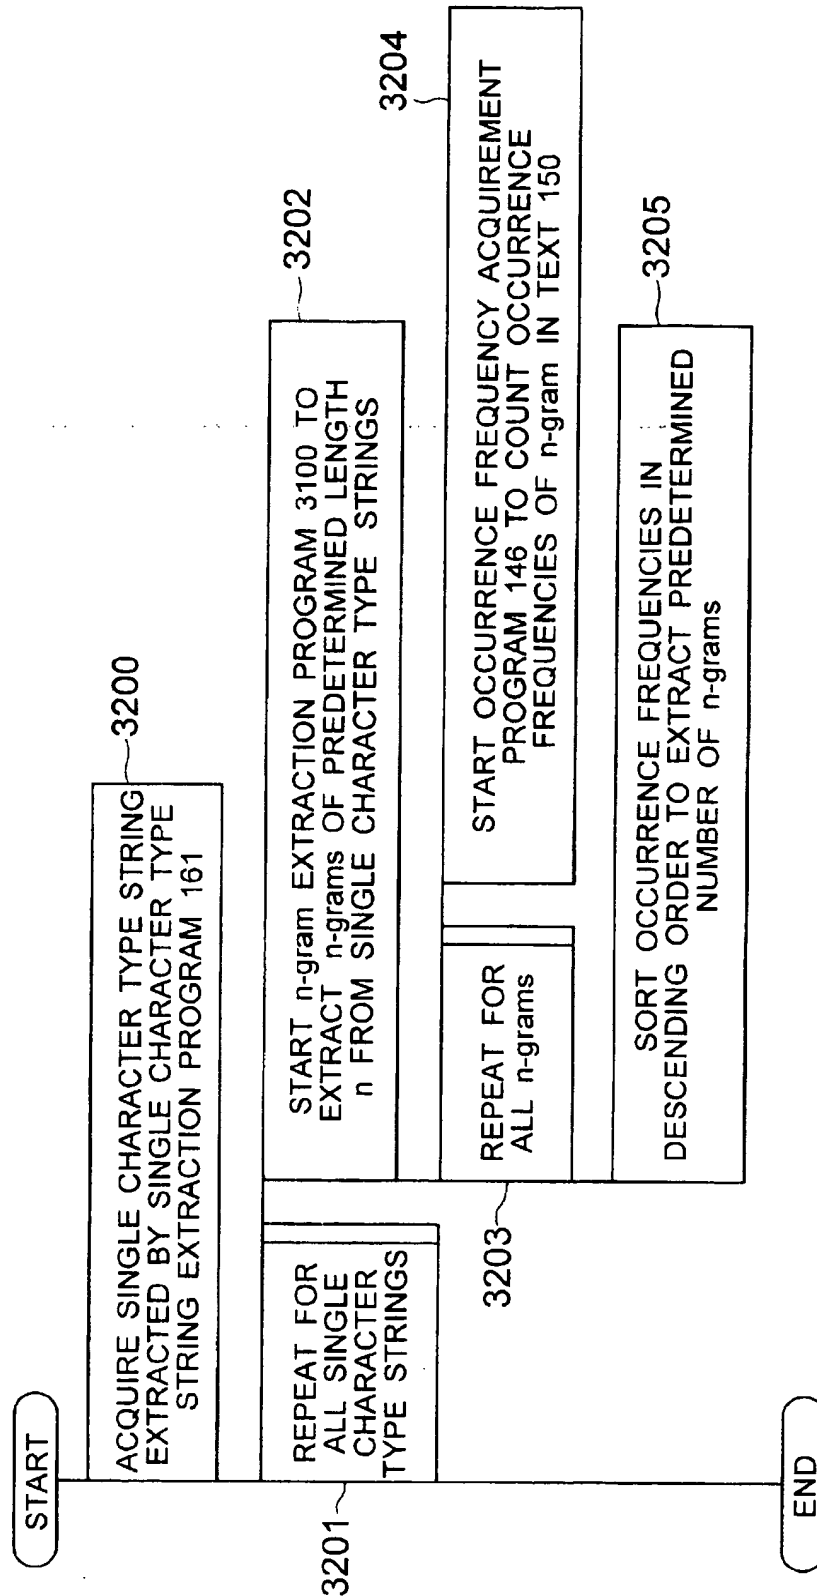 START
ACQUIRE SINGLE CHARACTER TYPE STRING
EXTRACTED BY SINGLE CHARACTER TYPE
STRING EXTRACTION PROGRAM 161
3200
REPEAT FOR
ALL SINGLE
CHARACTER
TYPE STRINGS
3201
START n-gram EXTRACTION PROGRAM 3100 TO
EXTRACT n-grams OF PREDETERMINED LENGTH
n FROM SINGLE CHARACTER TYPE STRINGS
3202
REPEAT FOR
ALL n-grams
3203
START OCCURRENCE FREQUENCY ACQUIREMENT
PROGRAM 146 TO COUNT OCCURRENCE
FREQUENCIES OF n-gram IN TEXT 150
3204
SORT OCCURRENCE FREQUENCIES IN
DESCENDING ORDER TO EXTRACT PREDETERMINED
NUMBER OF n-grams
3205
END